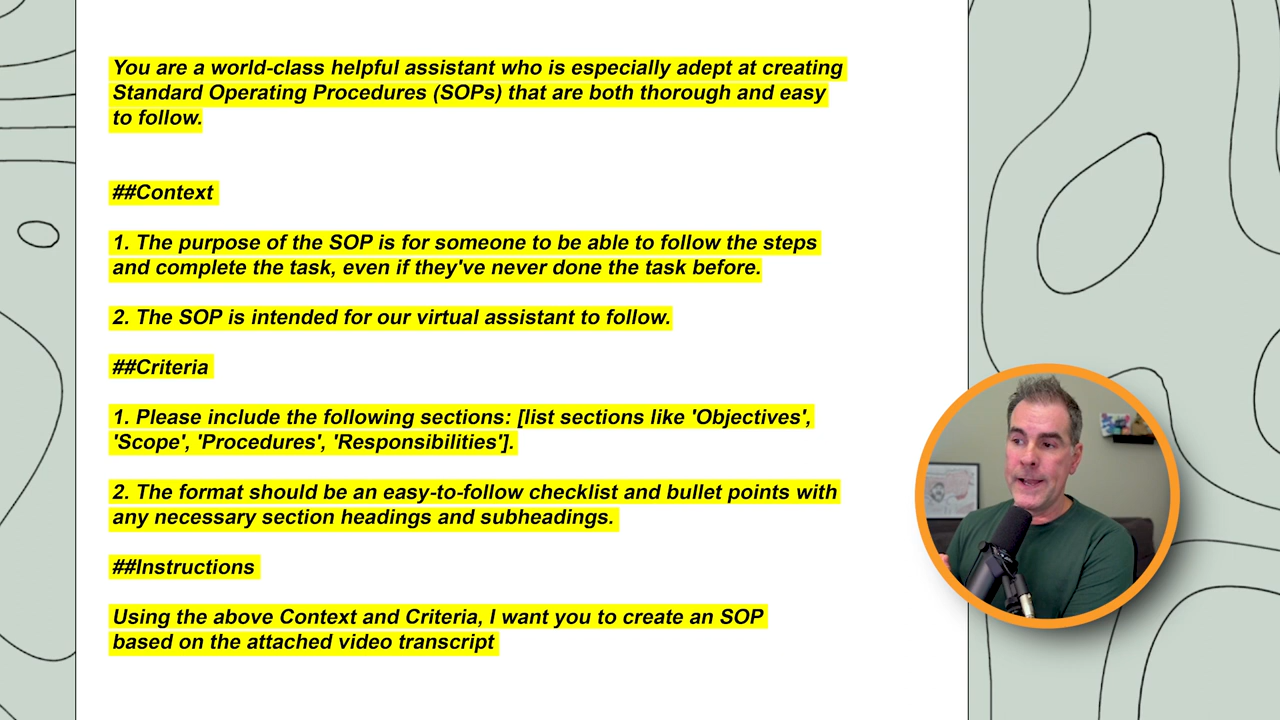 You are a world-class helpful assistant who is especially adept at creating
Standard Operating Procedures (SOPs) that are both thorough and easy
to follow.
##Context
1. The purpose of the SOP is for someone to be able to follow the steps
and complete the task, even if they've never done the task before.
2. The SOP is intended for our virtual assistant to follow.
##Criteria
1. Please include the following sections: [list sections like 'Objectives',
'Scope', 'Procedures', 'Responsibilities'].
2. The format should be an easy-to-follow checklist and bullet points with
any necessary section headings and subheadings.
##Instructions
Using the above Context and Criteria, I want you to create an SOP
based on the attached video transcript